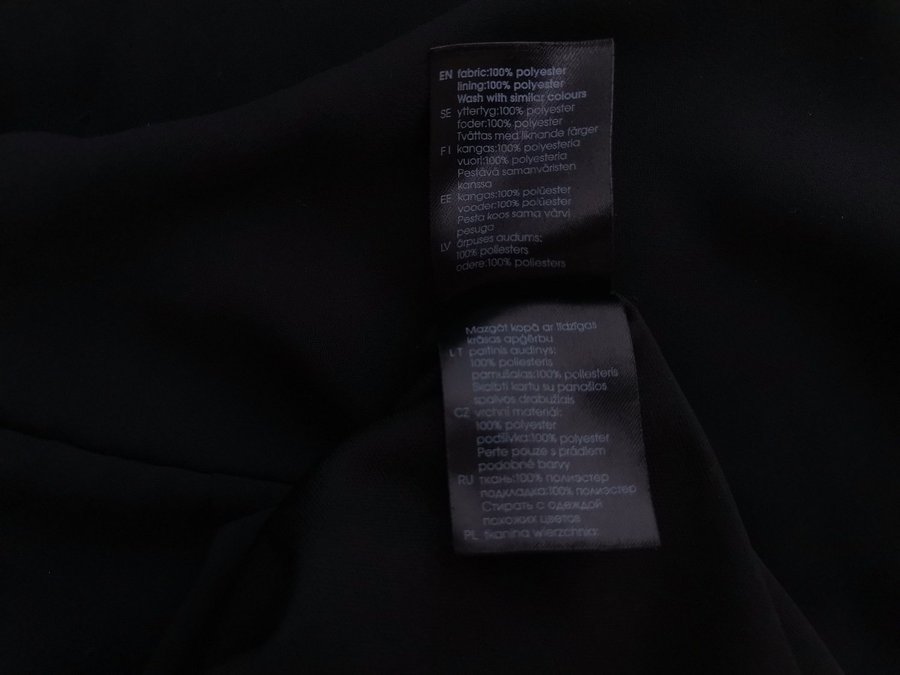 EN fabric:100% polyester
lining:100% polyester
Wash with similar colours
SE yttertyg:100% polyester
foder:100% polyester
Tvättas med liknande färger
FI kangas:100% polyesteria
vuori:100% polyesteria
Pestävä samanväristen
kanssa
EE kangas:100% polüester
vooder:100% polüester
Pesta koos sama värvi
pesuga
LV ārpuses audums:
100% poliesters
odere:100% poliesters
Mazgāt kopā ar līdzīgas
krāsas apģērbu
LT paltinis audinys:
100% poliesteris
pamušalas:100% poliesteris
Skalbti kartu su panašios
spalvos drabužiais
CZ vrchní materiál:
100% polyester
podšívka:100% polyester
Perte pouze s prádlem
podobné barvy
RU ткань:100% полиэстер
подкладка:100% полиэстер
Стирать с одеждой
похожих цветов
PL tkanina wierzchnia: